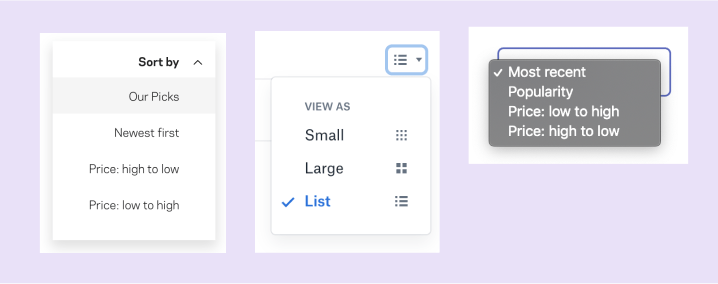 Sort by
Our Picks
Newest first
Price: high to low
Price: low to high
VIEW AS
Small
Large
List
Most recent
Popularity
Price: low to high
Price: high to low